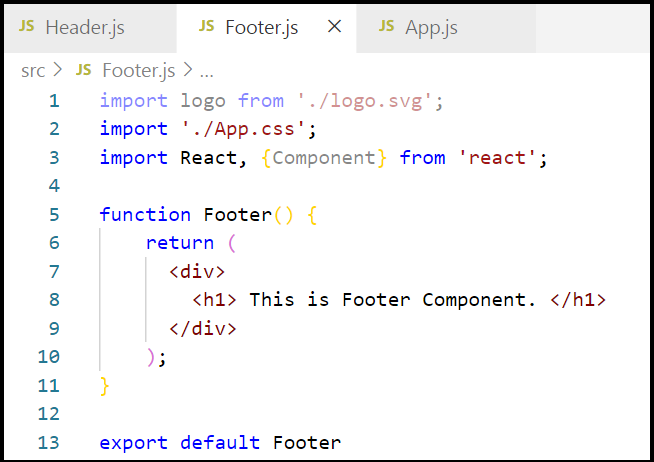 JS Header.js JS Footer.js × JS App.js
src > JS Footer.js > ...
1 import logo from './logo.svg';
2 import './App.css';
3 import React, {Component} from 'react';
4
5 function Footer() {
6 return (
7 <div>
8 <h1> This is Footer Component. </h1>
9 </div>
10 );
11 }
12
13 export default Footer